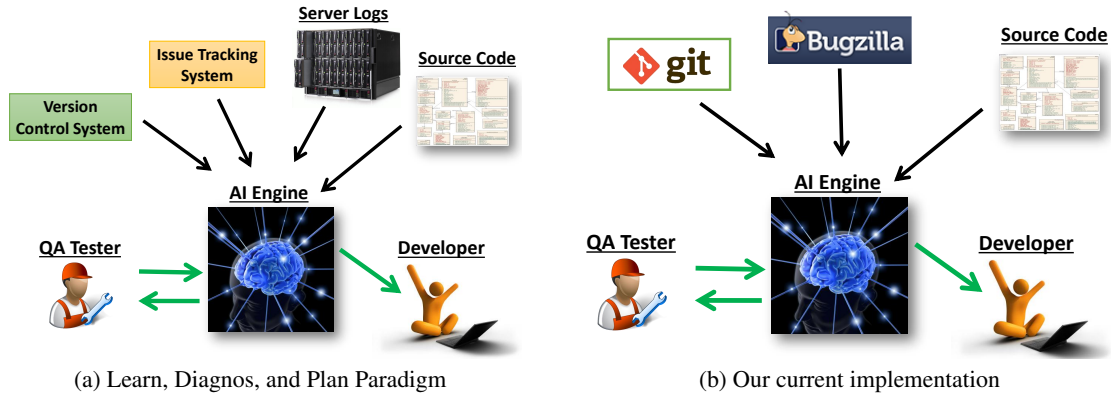 Server Logs
Issue Tracking
System
Source Code
Version
Control System
AI Engine
QA Tester
Developer
(a) Learn, Diagnos, and Plan Paradigm
git
Bugzilla
Source Code
AI Engine
QA Tester
Developer
(b) Our current implementation